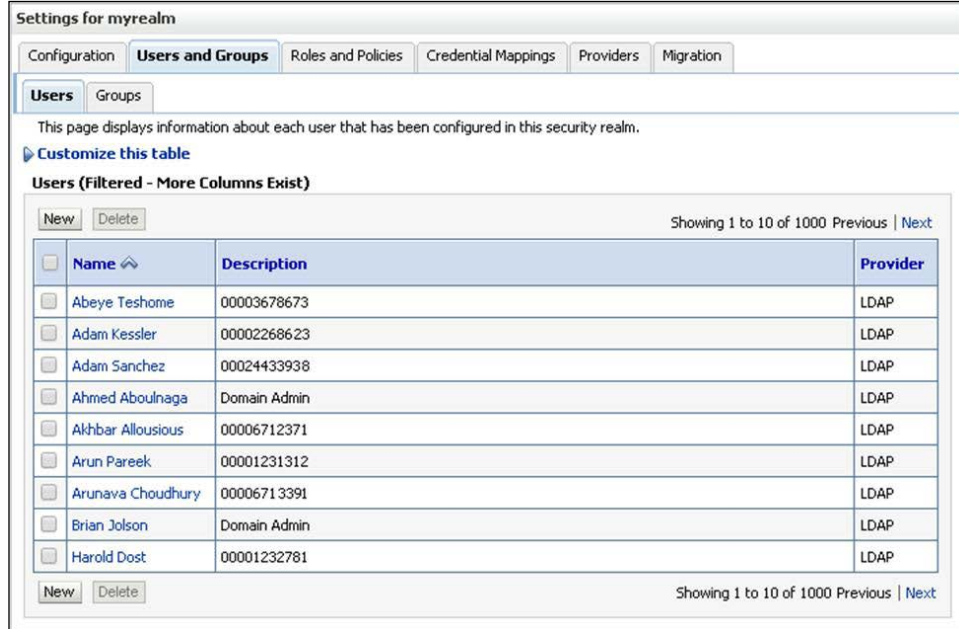 Settings for myrealm
Configuration Users and Groups Roles and Policies Credential Mappings Providers Migration
Users Groups
This page displays information about each user that has been configured in this security realm.
Customize this table
Users (Filtered - More Columns Exist)
New Delete Showing 1 to 10 of 1000 Previous | Next
Name Description Provider
Abeye Teshome 00003678673 LDAP
Adam Kessler 00002268623 LDAP
Adam Sanchez 00024433938 LDAP
Ahmed Aboulnaga Domain Admin LDAP
Akhbar Allousious 00006712371 LDAP
Arun Pareek 00001231312 LDAP
Arunava Choudhury 00006713391 LDAP
Brian Jolson Domain Admin LDAP
Harold Dost 00001232781 LDAP
New Delete Showing 1 to 10 of 1000 Previous | Next